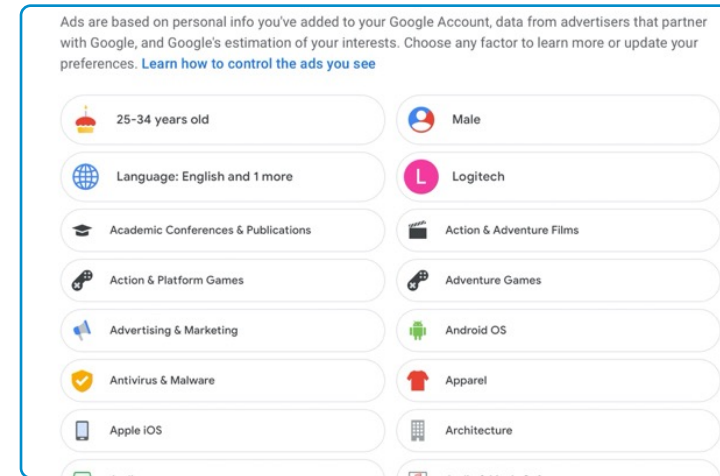 Ads are based on personal info you've added to your Google Account, data from advertisers that partner
with Google, and Google's estimation of your interests. Choose any factor to learn more or update your
preferences. Learn how to control the ads you see
25-34 years old
Male
Language: English and 1 more
L
Logitech
Academic Conferences & Publications
Action & Adventure Films
Action & Platform Games
Adventure Games
Advertising & Marketing
Android OS
Antivirus & Malware
Apparel
Apple iOS
Architecture